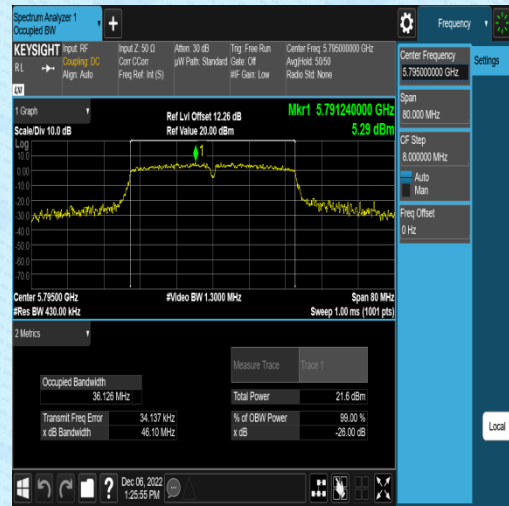 Spectrum Analyzer 1
Occupied BW
+
Frequency
KEYSIGHT
RL
LXI
Input: RF
Coupling: DC
Align: Auto
Input Z: 50 Ω
Corr CCorr
Freq Ref: Int (S)
Atten: 30 dB
µW Path: Standard
Trig: Free Run
Gate: Off
#IF Gain: Low
Center Freq: 5.795000000 GHz
Avg|Hold: 50/50
Radio Std: None
Center Frequency
5.795000000 GHz
Settings
Span
80.000 MHz
CF Step
8.000000 MHz
Auto
Man
Freq Offset
0 Hz
Local
1 Graph
Scale/Div 10.0 dB
Ref Lvl Offset 12.26 dB
Ref Value 20.00 dBm
Mkr1 5.791240000 GHz
5.29 dBm
Log
10.0
0.00
-10.0
-20.0
-30.0
-40.0
-50.0
-60.0
-70.0
1
Center 5.79500 GHz
#Res BW 430.00 kHz
#Video BW 1.3000 MHz
Span 80 MHz
Sweep 1.00 ms (1001 pts)
2 Metrics
Measure Trace Trace 1
Occupied Bandwidth
36.126 MHz
Total Power 21.6 dBm
Transmit Freq Error 34.137 kHz
% of OBW Power 99.00 %
x dB Bandwidth 46.10 MHz
x dB -26.00 dB
?
Dec 06, 2022
1:25:55 PM